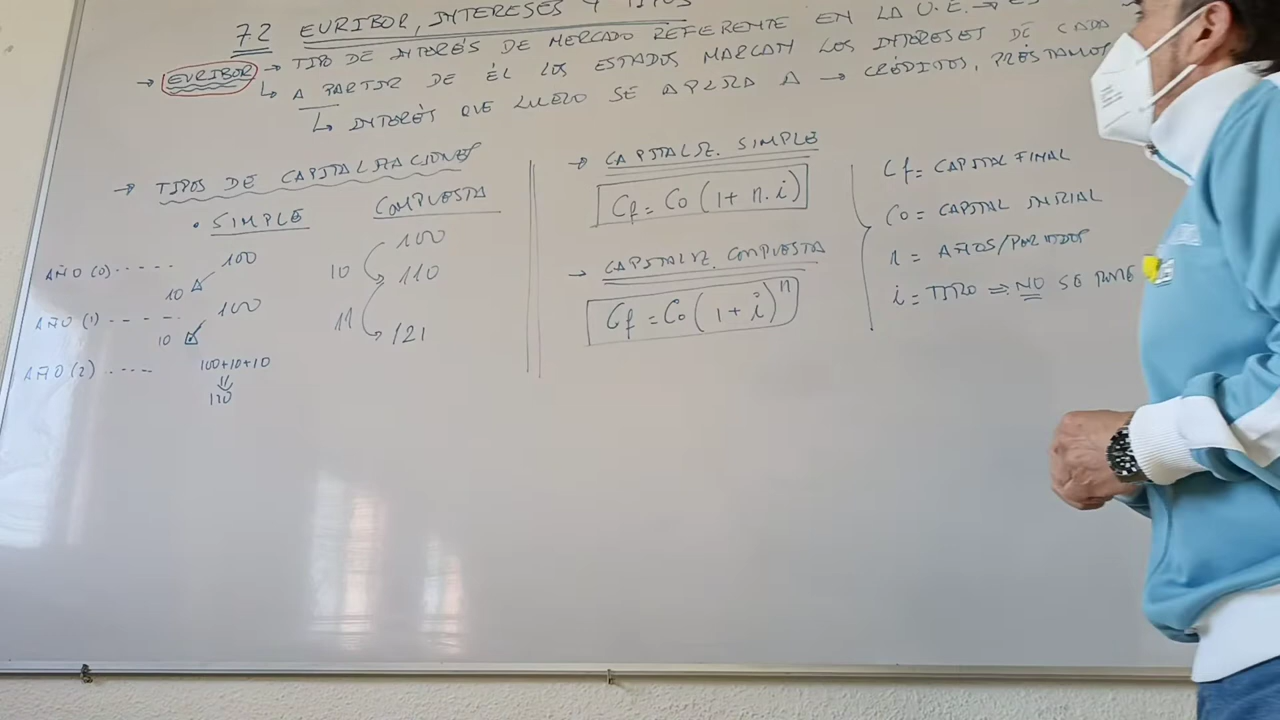 72 EURIBOR, INTERESES Y TIPOS
→ EURIBOR → TIPO DE INTERÉS DE MERCADO REFERENTE EN LA U.E. → ES
↳ A PARTIR DE ÉL LOS ESTADOS MARCAN LOS INTERESES DE CADA
↳ INTERÉS QUE LUEGO SE APLICA A → CRÉDITOS, PRÉSTAMOS
→ TIPOS DE CAPITALIZACIONES
• SIMPLE COMPUESTA
AÑO (0)...... 100 100
10 10 110
AÑO (1)...... 100
10 11 121
AÑO (2)..... 100+10+10
120
→ CAPITALIZ. SIMPLE
Cf = Co (1 + n.i)
→ CAPITALIZ. COMPUESTA
Cf = Co (1 + i)ⁿ
Cf = CAPITAL FINAL
Co = CAPITAL INICIAL
n = AÑOS/PERIODOS
i = TIPO ⇒ NO SE PONE